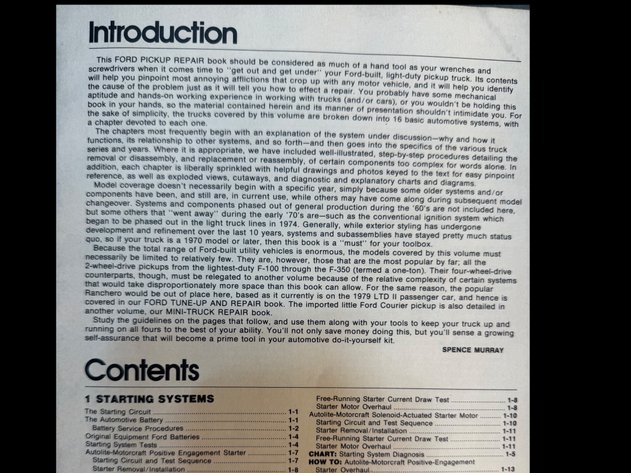 Introduction
This FORD PICKUP REPAIR book should be considered as much of a hand tool as your wrenches and
screwdrivers when it comes to "get out and get under" your Ford-built, light-duty pickup truck. Its contents
will help you pinpoint most annoying afflictions that crop up with any motor vehicle, and it will help you identify
the cause of the problem just as it will tell you how to effect a repair. You probably have some mechanical
aptitude and hands-on working experience in working with trucks (and/or cars), or you wouldn't be holding this
book in your hands, so the material contained herein and its manner of presentation shouldn't intimidate you. For
the sake of simplicity, the trucks covered by this volume are broken down into 16 basic automotive systems, with
a chapter devoted to each one.
The chapters most frequently begin with an explanation of the system under discussion—why and how it
functions, its relationship to other systems, and so forth—and then goes into the specifics of the various truck
series and years. Where it is appropriate, we have included well-illustrated, step-by-step procedures detailing the
removal or disassembly, and replacement or reassembly, of certain components too complex for words alone. In
addition, each chapter is liberally sprinkled with helpful drawings and photos keyed to the text for easy pinpoint
reference, as well as exploded views, cutaways, and diagnostic and explanatory charts and diagrams.
Model coverage doesn't necessarily begin with a specific year, simply because some older systems and/or
components have been, and still are, in current use, while others may have come along during subsequent model
changeover. Systems and components phased out of general production during the '60's are not included here,
but some others that "went away" during the early '70's are—such as the conventional ignition system which
began to be phased out in the light truck lines in 1974. Generally, while exterior styling has undergone
development and refinement over the last 10 years, systems and subassemblies have stayed pretty much status
quo, so if your truck is a 1970 model or later, then this book is a "must" for your toolbox.
Because the total range of Ford-built utility vehicles is enormous, the models covered by this volume must
necessarily be limited to relatively few. They are, however, those that are the most popular by far; all the
2-wheel-drive pickups from the lightest-duty F-100 through the F-350 (termed a one-ton). Their four-wheel-drive
counterparts, though, must be relegated to another volume because of the relative complexity of certain systems
that would take disproportionately more space than this book can allow. For the same reason, the popular
Ranchero would be out of place here, based as it currently is on the 1979 LTD II passenger car, and hence is
covered in our FORD TUNE-UP AND REPAIR book. The imported little Ford Courier pickup is also detailed in
another volume, our MINI-TRUCK REPAIR book.
Study the guidelines on the pages that follow, and use them along with your tools to keep your truck up and
running on all fours to the best of your ability. You'll not only save money doing this, but you'll sense a growing
self-assurance that will become a prime tool in your automotive do-it-yourself kit.
SPENCE MURRAY
Contents
1 STARTING SYSTEMS
The Starting Circuit 1-1
The Automotive Battery 1-1
Battery Service Procedures 1-2
Original Equipment Ford Batteries 1-4
Starting System Tests 1-4
Autolite-Motorcraft Positive Engagement Starter 1-7
Starting Circuit and Test Sequence 1-7
Starter Removal/Installation 1-8
Free-Running Starter Current Draw Test 1-8
Starter Motor Overhaul 1-8
Autolite-Motorcraft Solenoid-Actuated Starter Motor 1-10
Starting Circuit and Test Sequence 1-10
Starter Removal/Installation 1-11
Free-Running Starter Current Draw Test 1-11
Starter Motor Overhaul 1-11
CHART: Starting System Diagnosis 1-5
HOW TO: Autolite-Motorcraft Positive-Engagement
Starter Overhaul 1-13